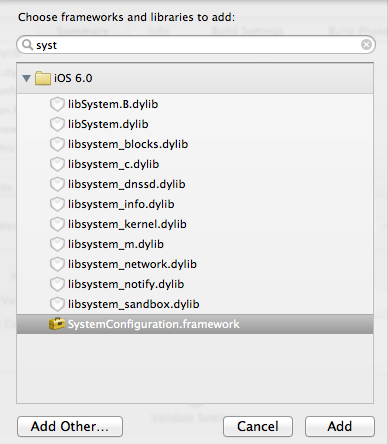 Choose frameworks and libraries to add:
syst
iOS 6.0
libSystem.B.dylib
libSystem.dylib
libsystem_blocks.dylib
libsystem_c.dylib
libsystem_dnssd.dylib
libsystem_info.dylib
libsystem_kernel.dylib
libsystem_m.dylib
libsystem_network.dylib
libsystem_notify.dylib
libsystem_sandbox.dylib
SystemConfiguration.framework
Add Other...
Cancel
Add